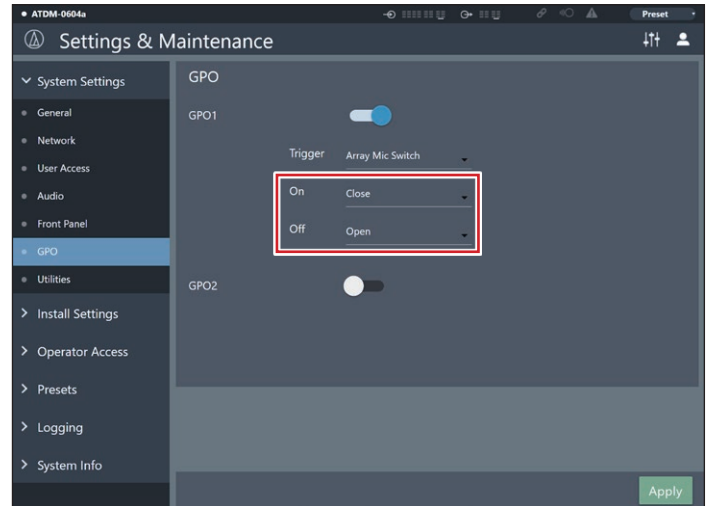 ATDM-0604a
Preset
Settings & Maintenance
System Settings
General
Network
User Access
Audio
Front Panel
GPO
Utilities
Install Settings
Operator Access
Presets
Logging
System Info
GPO
GPO1
Trigger Array Mic Switch
On Close
Off Open
GPO2
Apply